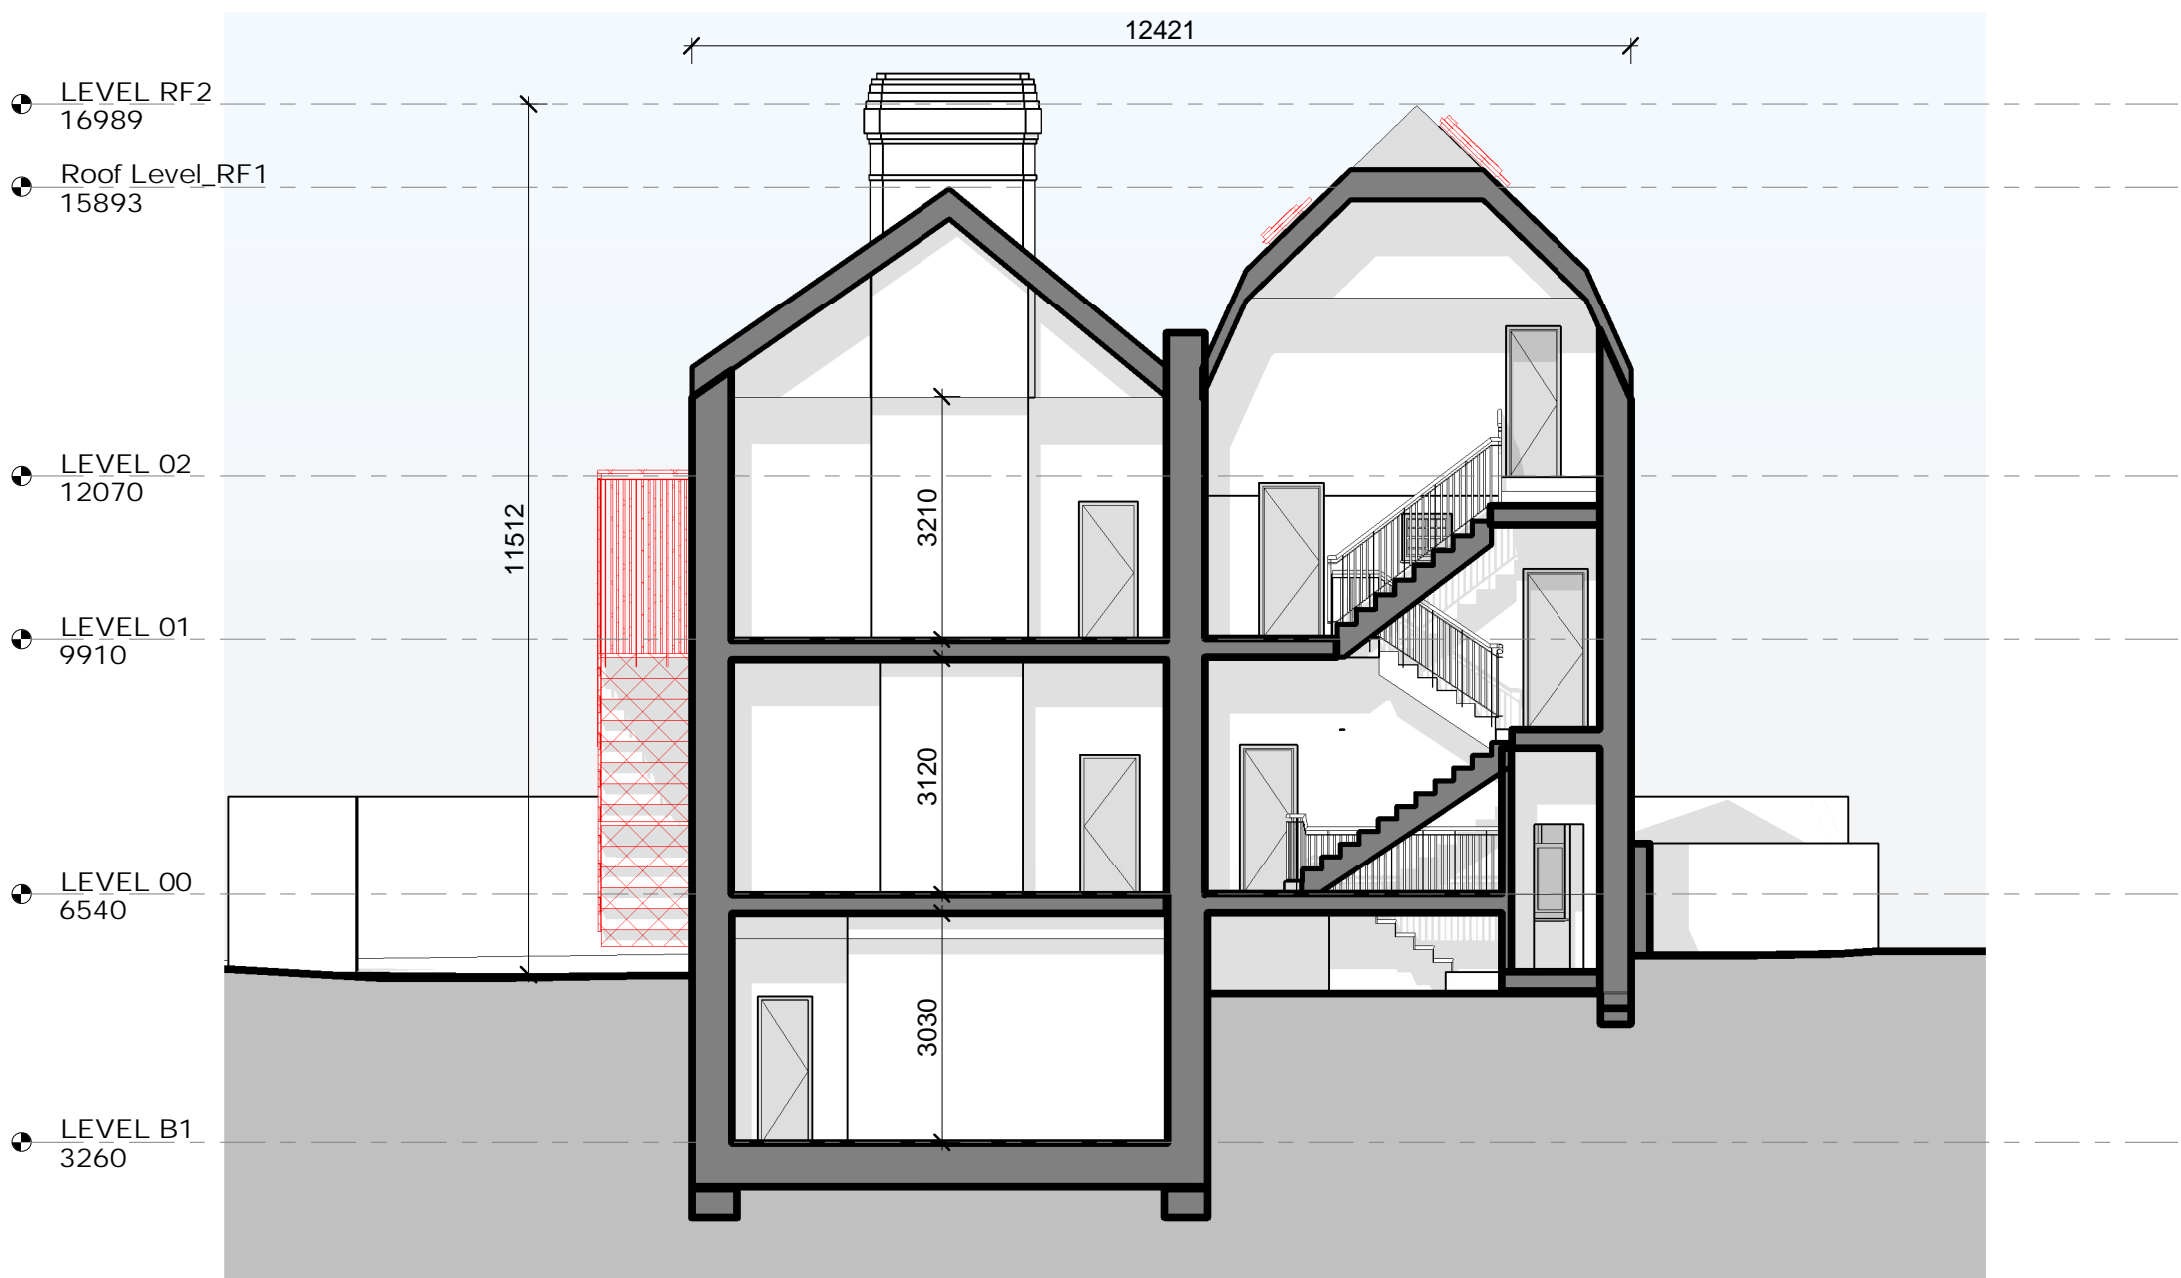 12421
LEVEL RF2
16989
Roof Level_RF1
15893
LEVEL 02
12070
11512
3210
LEVEL 01
9910
3120
LEVEL 00
6540
3030
LEVEL B1
3260